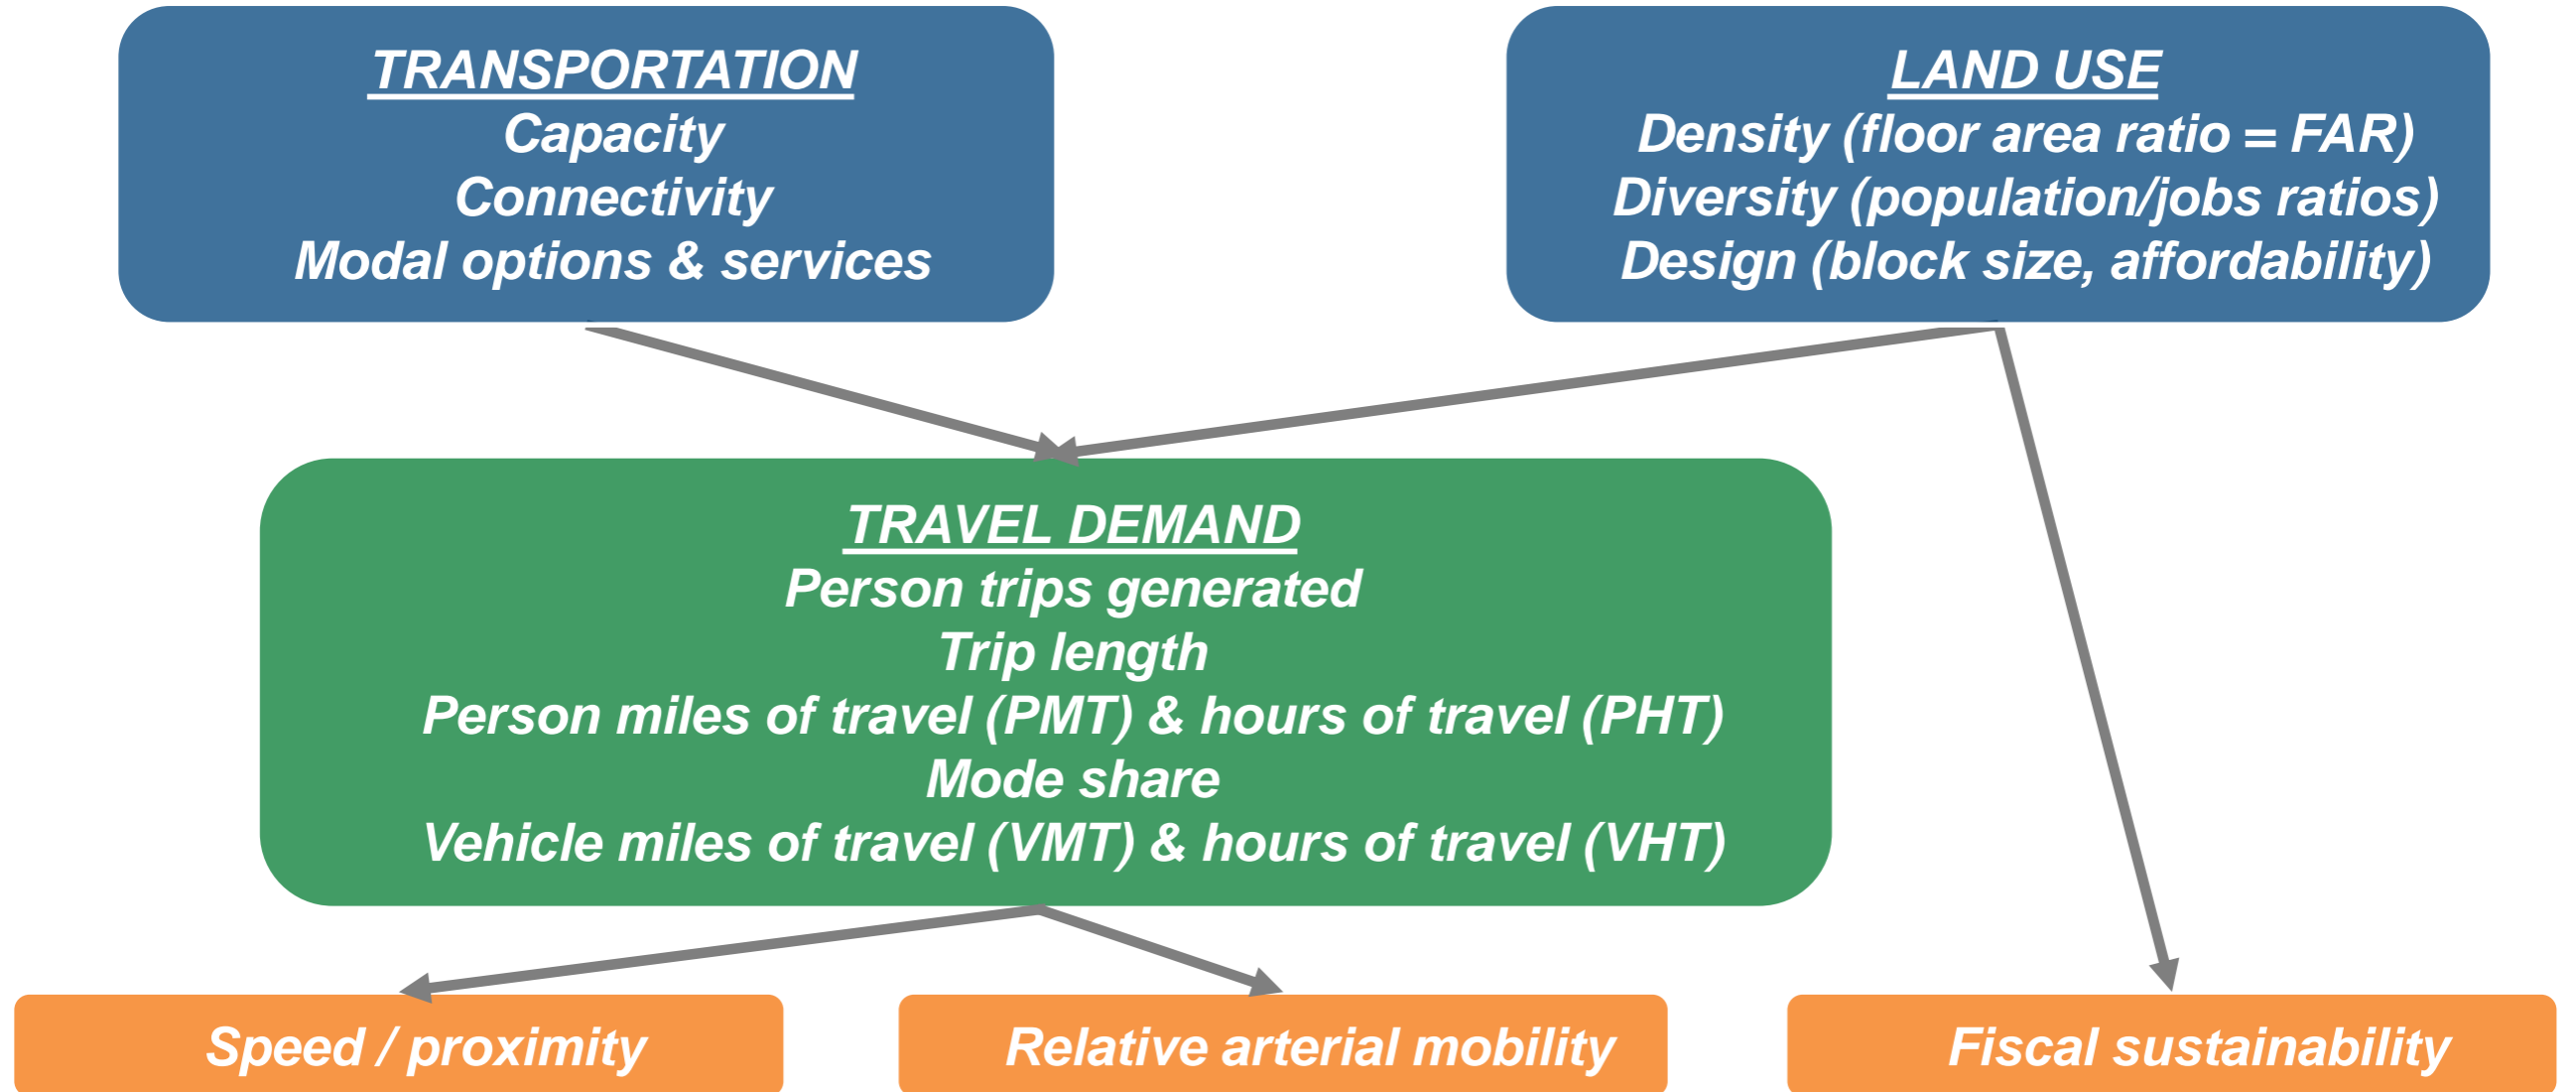 TRANSPORTATION
Capacity
Connectivity
Modal options & services
LAND USE
Density (floor area ratio = FAR)
Diversity (population/jobs ratios)
Design (block size, affordability)
TRAVEL DEMAND
Person trips generated
Trip length
Person miles of travel (PMT) & hours of travel (PHT)
Mode share
Vehicle miles of travel (VMT) & hours of travel (VHT)
Speed / proximity
Relative arterial mobility
Fiscal sustainability